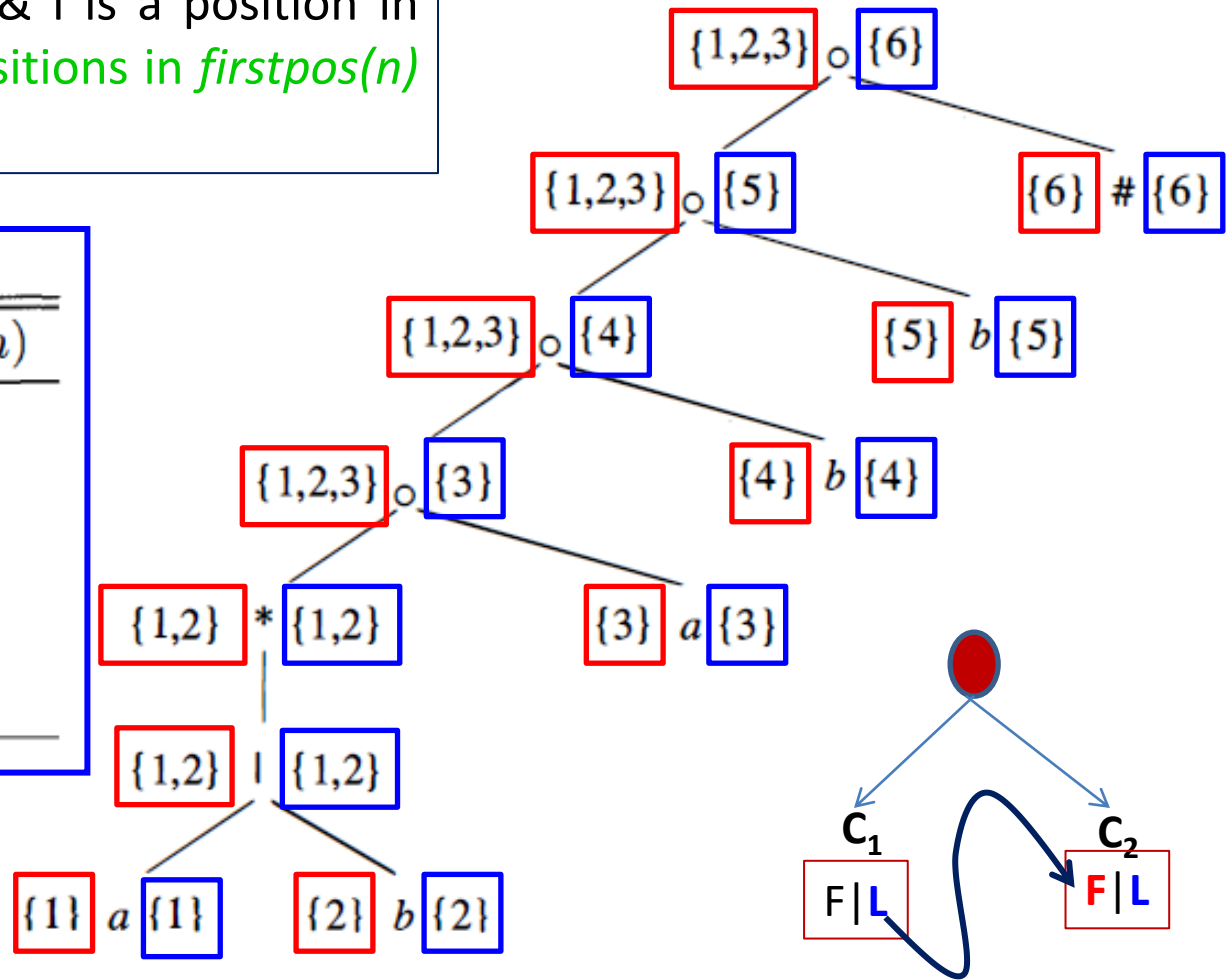 & i is a position in
sitions in firstpos(n)
)
{1,2,3} ○ {6}
{1,2,3} ○ {5}
{6} # {6}
{1,2,3} ○ {4}
{5} b {5}
{1,2,3} ○ {3}
{4} b {4}
{1,2} * {1,2}
{3} a {3}
{1,2} | {1,2}
{1} a {1}
{2} b {2}
C₁
C₂
F|L
F|L